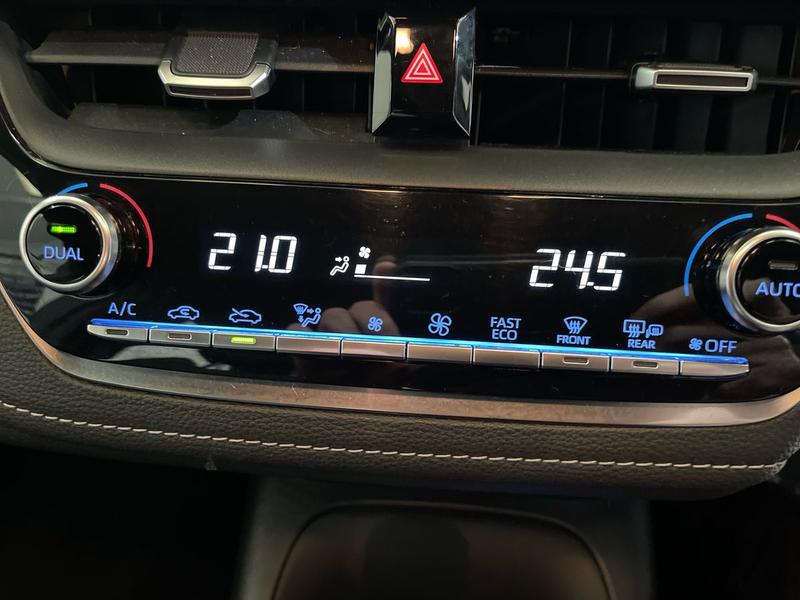 DUAL
21.0
24.5
AUTO
A/C
FAST
ECO
FRONT
REAR
OFF